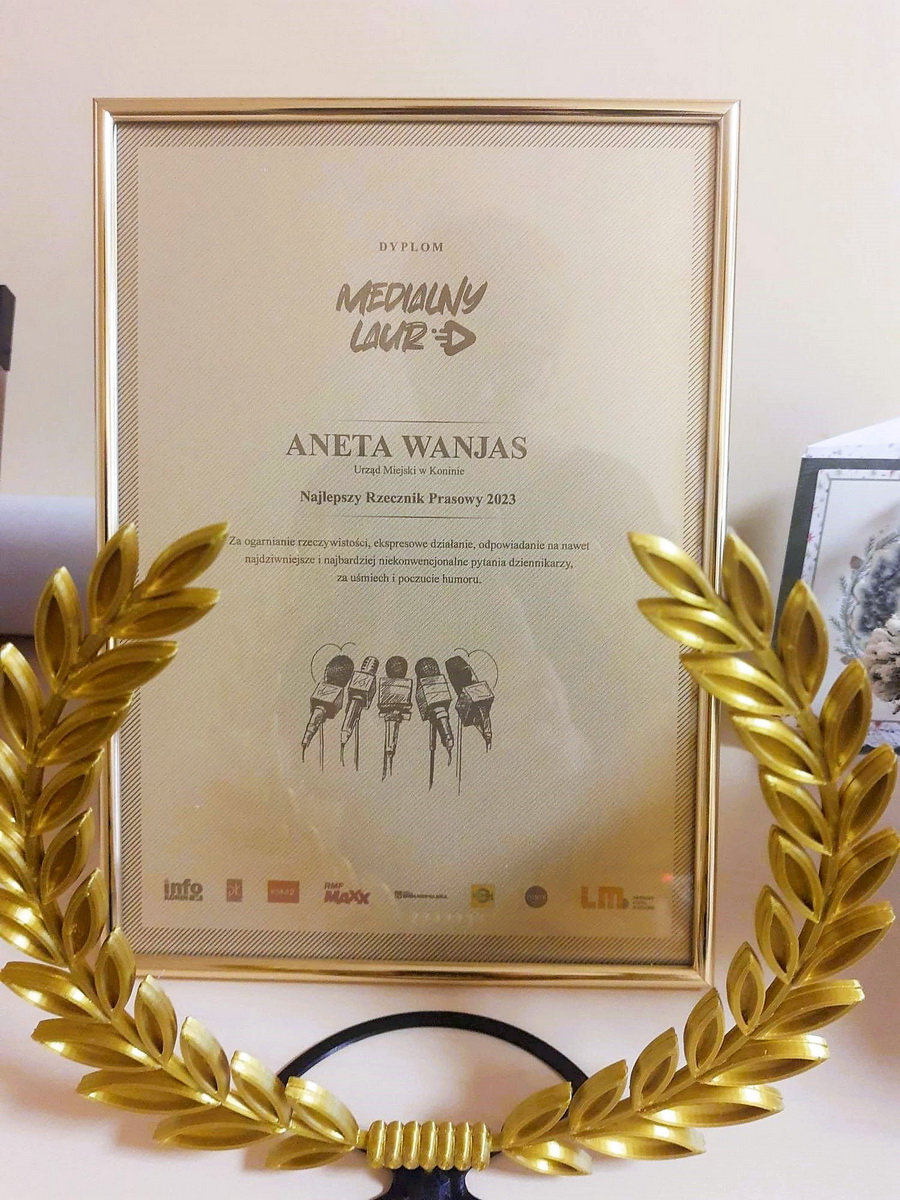 DYPLOM
MEDIALNY
LAUR
ANETA WANJAS
Urząd Miejski w Koninie
Najlepszy Rzecznik Prasowy 2023
Za ogarnianie rzeczywistości, ekspresowe działanie, odpowiadanie na nawet
najdziwniejsze i najbardziej niekonwencjonalne pytania dziennikarzy,
za uśmiech i poczucie humoru.
info
KONIN
RMF
MAXX
LM.